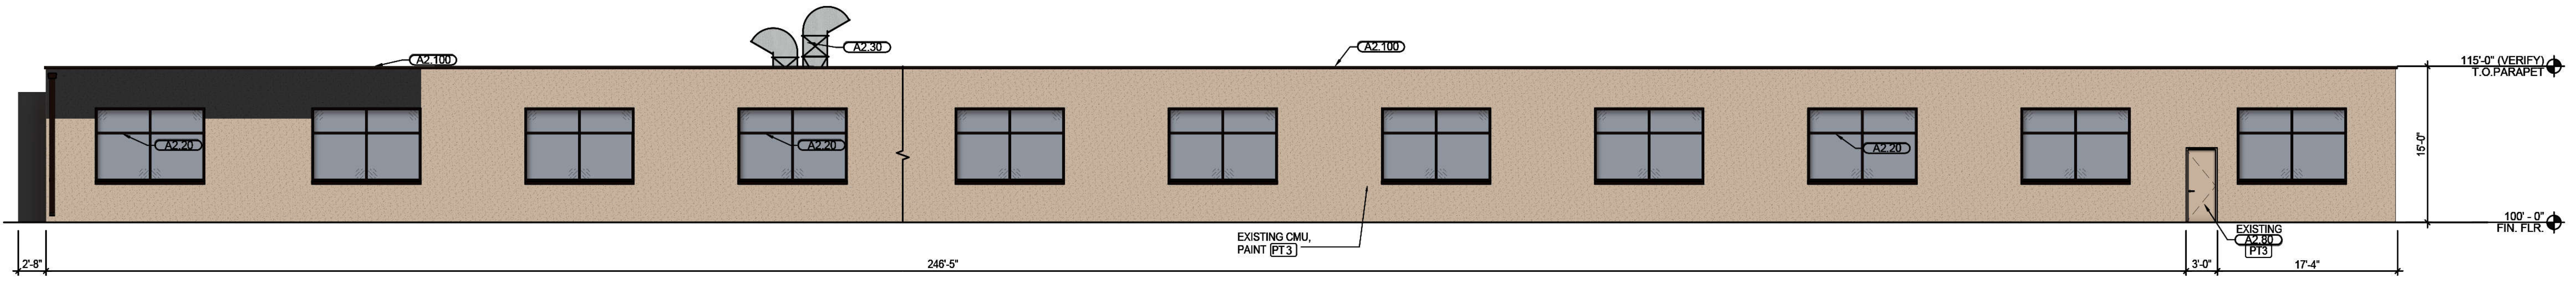 A2.30
A2.100
A2.100
115'-0" (VERIFY)
T.O.PARAPET
A2.20
A2.20
A2.20
15'-0"
100' - 0"
FIN. FLR.
EXISTING CMU,
PAINT PT3
EXISTING
A2.80
PT3
2'-8"
246'-5"
3'-0"
17'-4"